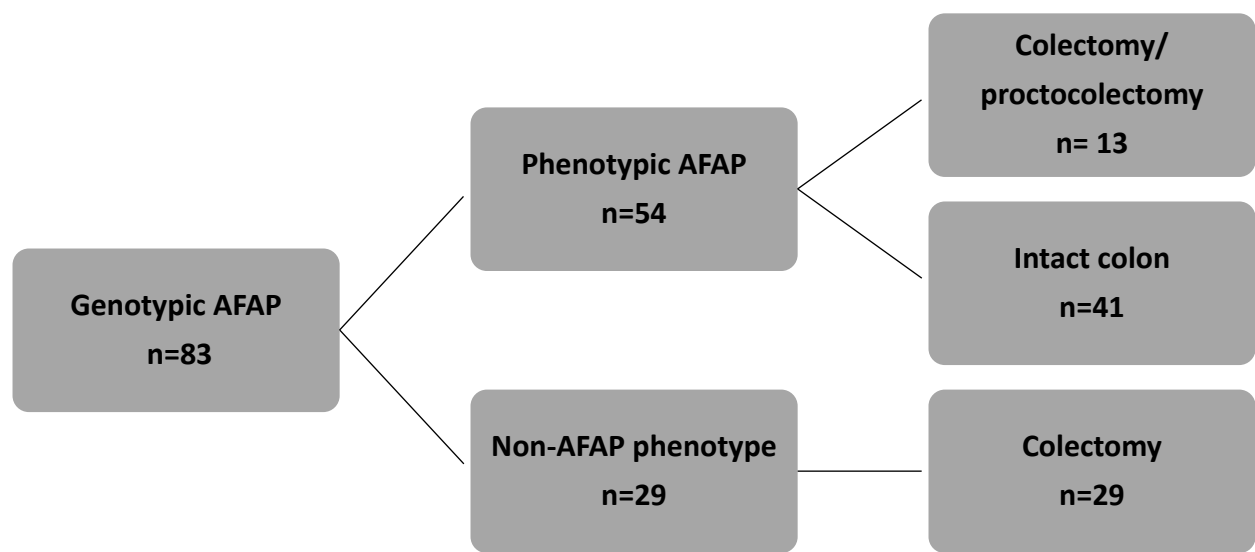 Genotypic AFAP
n=83
Phenotypic AFAP
n=54
Colectomy/
proctocolectomy
n= 13
Intact colon
n=41
Non-AFAP phenotype
n=29
Colectomy
n=29